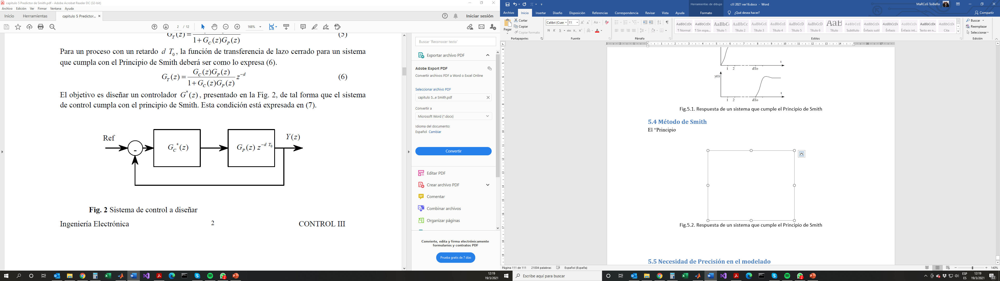 capitulo 5 Predictor de Smith.pdf - Adobe Acrobat Reader DC (32-bit)
Archivo Edición Ver Firmar Ventana Ayuda
Inicio Herramientas capitulo 5 Predictor... × Iniciar sesión
2 / 12 168%
G_T(z) = 1+G_C(z)G_P(z) (5)
Para un proceso con un retardo d T_0, la función de transferencia de lazo cerrado para un sistema
que cumpla con el Principio de Smith deberá ser como lo expresa (6).
G_T(z) = G_C(z)G_P(z) / 1+G_C(z)G_P(z) z^-d (6)
El objetivo es diseñar un controlador G*(z), presentado en la Fig. 2, de tal forma que el sistema
de control cumpla con el principio de Smith. Esta condición está expresada en (7).
Ref
-
G_C*(z)
G_P(z) z^-d T_0
Y(z)
Fig. 2 Sistema de control a diseñar
Ingeniería Electrónica 2 CONTROL III
Buscar 'Reconocer texto'
Exportar archivo PDF
Adobe Export PDF
Convertir archivos PDF a Word o Excel Online
Seleccionar archivo PDF
capitulo 5...e Smith.pdf
Convertir a
Microsoft Word (*.docx)
Idioma del documento:
Español Cambiar
Convertir
Editar PDF
Crear archivo PDF
Comentar
Combinar archivos
Organizar páginas
Convierte, edita y firma electrónicamente
formularios y contratos PDF
Prueba gratis de 7 días
12:19
19/3/2021
Herramientas de dibujo
cIII 2021 ver16.docx - Word
MaRCoS ToiBeRo
Archivo Inicio Insertar Diseño Disposición Referencias Correspondencia Revisar Vista Ayuda Formato ¿Qué desea hacer? Compartir
Pegar
Cortar
Copiar
Copiar formato
Portapapeles
Calibri (Cuer 11
N K S abc x₂ x²
Fuente
Párrafo
AaBbCcDc AaBbCcDc AaBbC AaBbCc AaBbCcI AaBbCcD AaBbCcD AaBbCcD AaB AaBbCcD AaBbCcDc AaBbCcDc AaBbCcDc AaBbCcDc AaBbCcDc
¶ Normal ¶ Sin espa... Título 1 Título 2 Título 3 Título 4 Título 5 Título 6 Título Subtítulo Énfasis sutil Énfasis Énfasis int... Texto en n... Cita
Estilos
Buscar
Reemplazar
Seleccionar
Edición
t
1 2 dTo
y(t)
t
1 2 dTo
Fig.5.1. Respuesta de un sistema que cumple el Principio de Smith
5.4 Método de Smith
El “Principio
Fig.5.2. Respuesta de un sistema que cumple el Principio de Smith
5.5 Necesidad de Precisión en el modelado
Página 111 de 111 21004 palabras Español (España) 140%
Escribe aquí para buscar
ESP
ES
12:19
19/3/2021
22